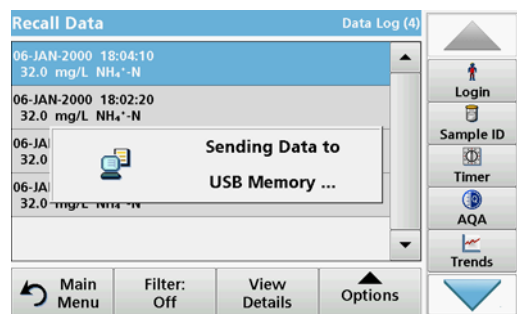 Recall Data Data Log (4)
06-JAN-2000 18:04:10
32.0 mg/L NH₄⁺-N
06-JAN-2000 18:02:20
32.0 mg/L NH₄⁺-N
06-JA
32.0
06-JA
32.0 mg/L NH₄⁺-N
Sending Data to
USB Memory ...
Login
Sample ID
Timer
AQA
Trends
Main
Menu
Filter:
Off
View
Details
Options